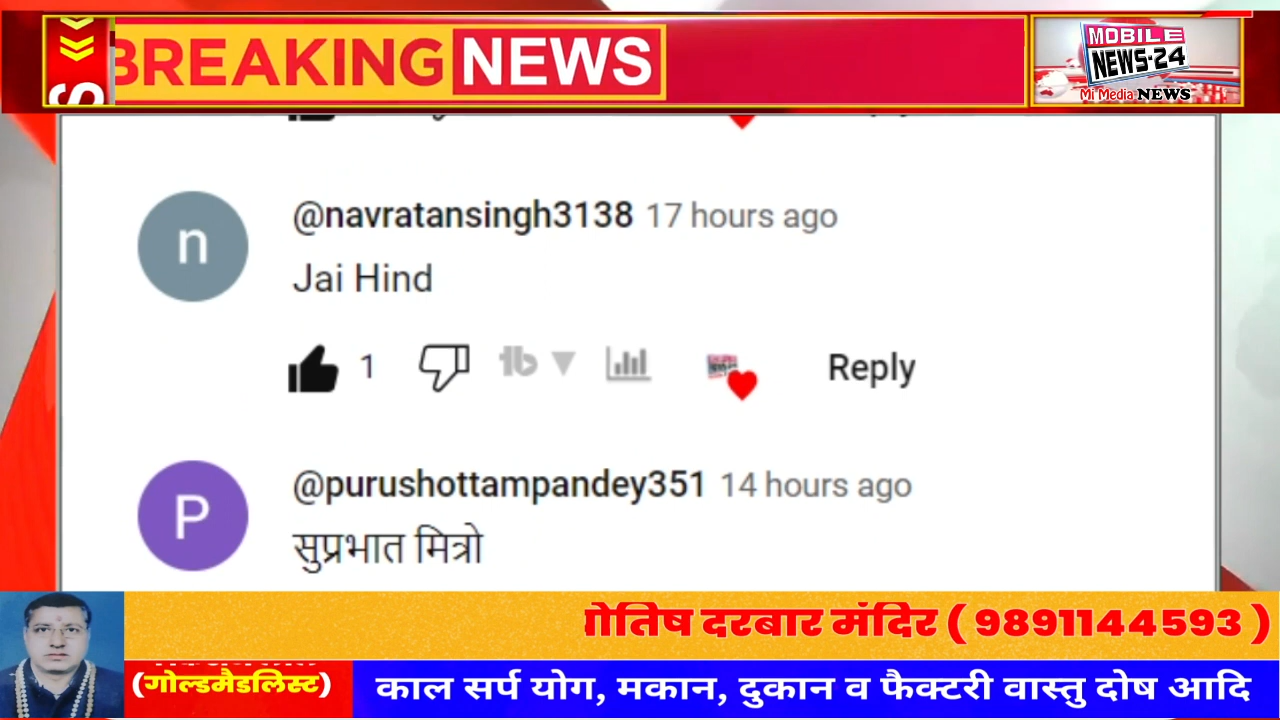 BREAKING NEWS
MOBILE
NEWS-24
Mi Media NEWS
@navratansingh3138 17 hours ago
Jai Hind
1
Reply
@purushottampandey351 14 hours ago
सुप्रभात मित्रो
दरबार मंदिर ( 9891144593 )
(गोल्डमैडलिस्ट)
काल सर्प योग, मकान, दुकान व फैक्टरी वास्तु दोष आदि